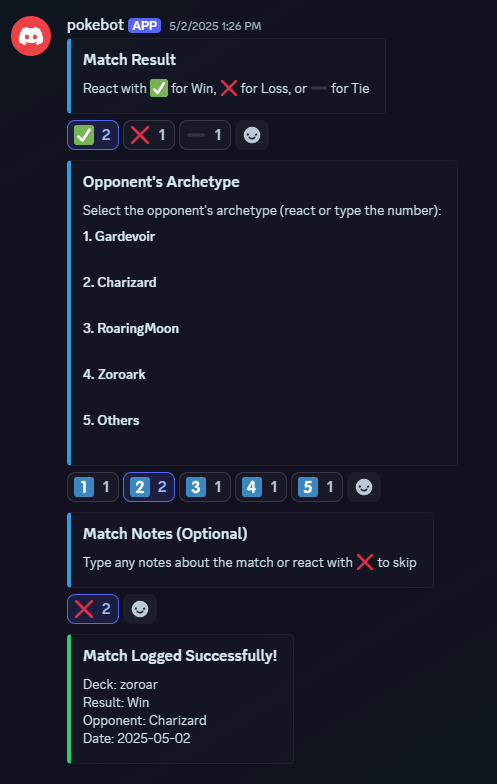 pokebot APP 5/2/2025 1:26 PM
Match Result
React with ✅ for Win, ❌ for Loss, or ➖ for Tie
✅ 2 ❌ 1 ➖ 1
Opponent's Archetype
Select the opponent's archetype (react or type the number):
1. Gardevoir
2. Charizard
3. RoaringMoon
4. Zoroark
5. Others
1 1 2 2 3 1 4 1 5 1
Match Notes (Optional)
Type any notes about the match or react with ❌ to skip
❌ 2
Match Logged Successfully!
Deck: zoroar
Result: Win
Opponent: Charizard
Date: 2025-05-02